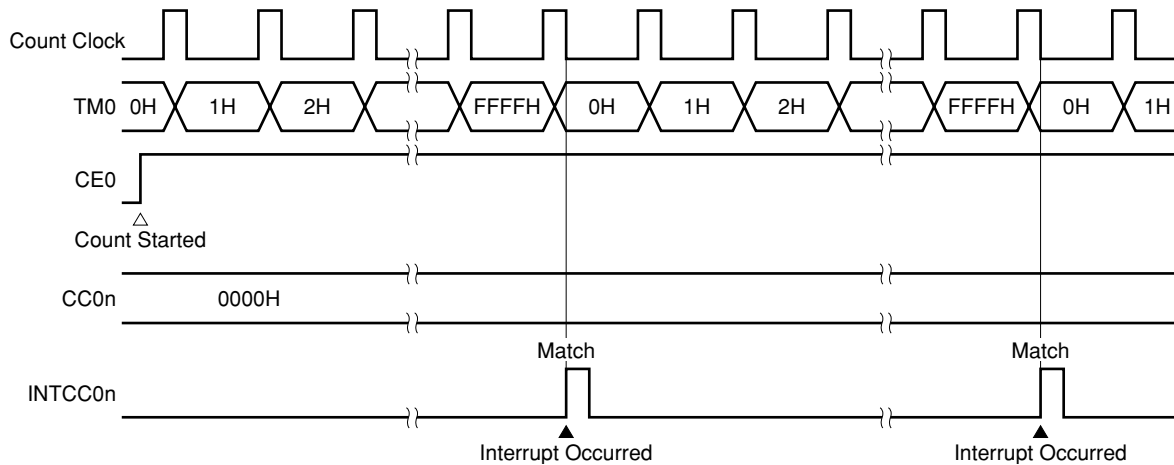 Count Clock
TM0 0H 1H 2H FFFFH 0H 1H 2H FFFFH 0H 1H
CE0
Count Started
CC0n 0000H
Match Match
INTCC0n
Interrupt Occurred Interrupt Occurred